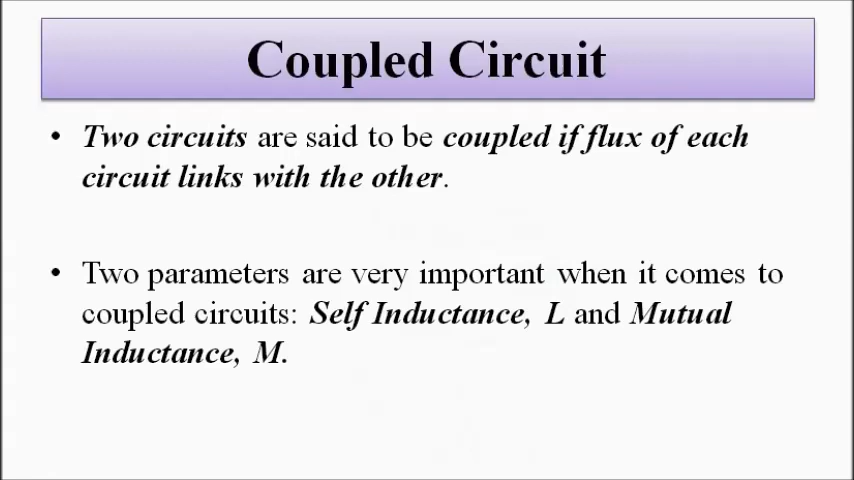 Coupled Circuit
• Two circuits are said to be coupled if flux of each
circuit links with the other.
• Two parameters are very important when it comes to
coupled circuits: Self Inductance, L and Mutual
Inductance, M.